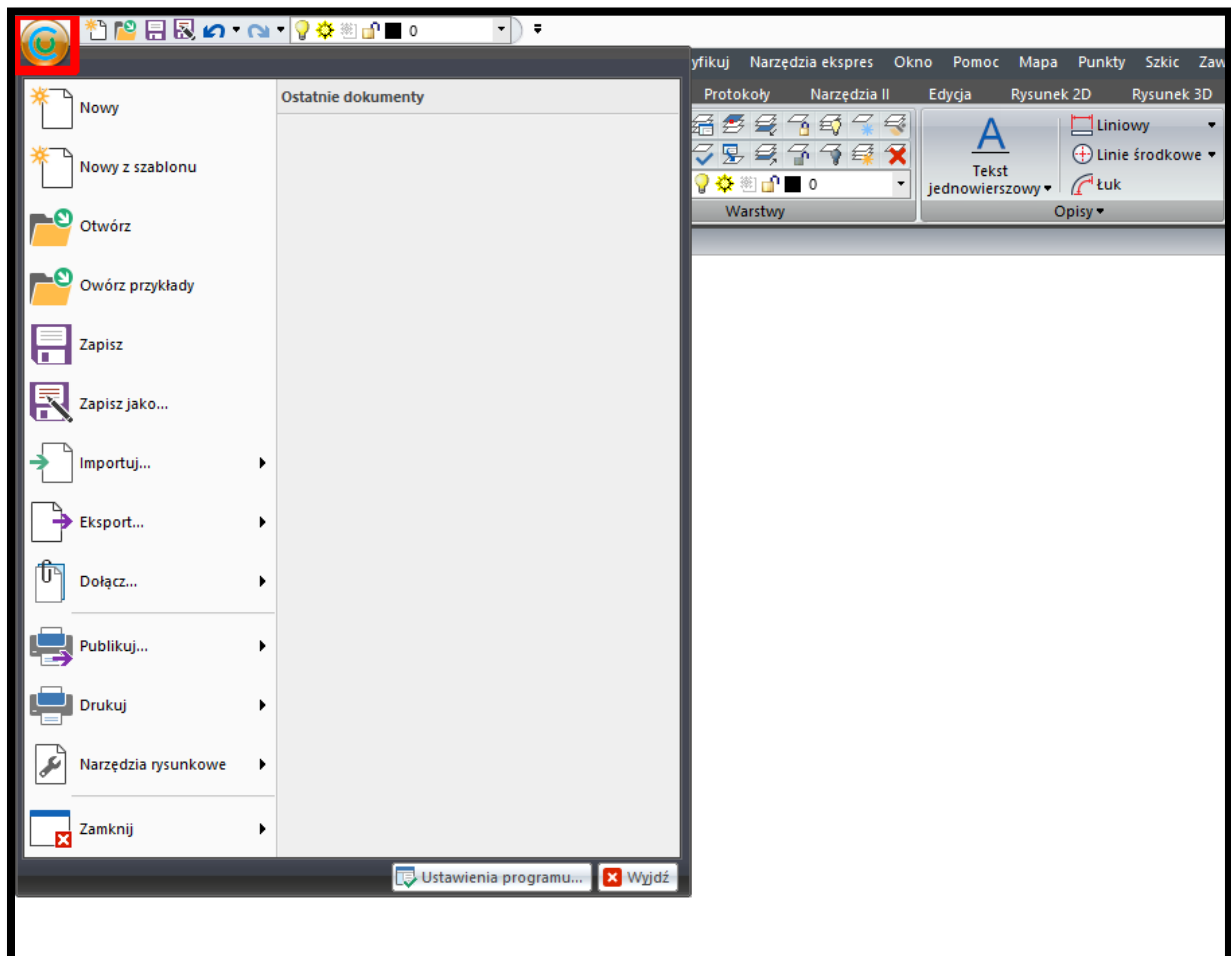 0
yfikuj Narzędzia ekspres Okno Pomoc Mapa Punkty Szkic Zaw
Protokoły Narzędzia II Edycja Rysunek 2D Rysunek 3D
Ostatnie dokumenty
Nowy
Nowy z szablonu
Otwórz
Owórz przykłady
Zapisz
Zapisz jako...
Importuj...
Eksport...
Dołącz...
Publikuj...
Drukuj
Narzędzia rysunkowe
Zamknij
Ustawienia programu...
Wyjdź
0
Warstwy
A
Tekst
jednowierszowy
Liniowy
Linie środkowe
Łuk
Opisy